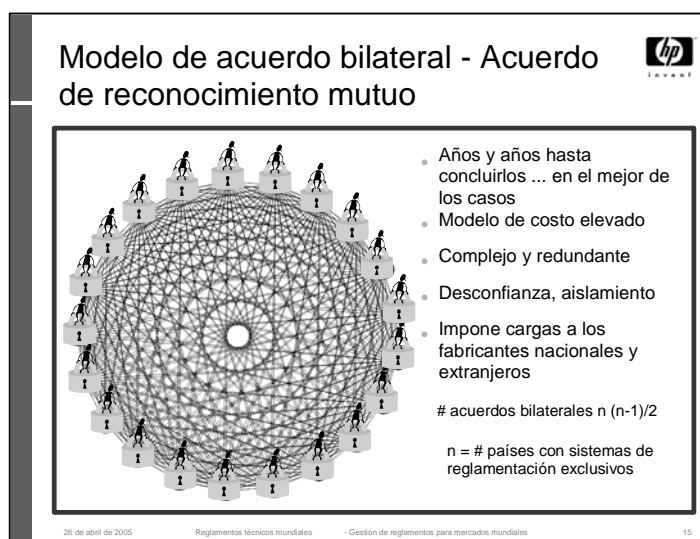 Modelo de acuerdo bilateral - Acuerdo
de reconocimiento mutuo
hp
invent
Años y años hasta
concluirlos ... en el mejor de
los casos
Modelo de costo elevado
Complejo y redundante
Desconfianza, aislamiento
Impone cargas a los
fabricantes nacionales y
extranjeros
# acuerdos bilaterales n (n-1)/2
n = # países con sistemas de
reglamentación exclusivos
26 de abril de 2005 Reglamentos técnicos mundiales - Gestión de reglamentos para mercados mundiales 15